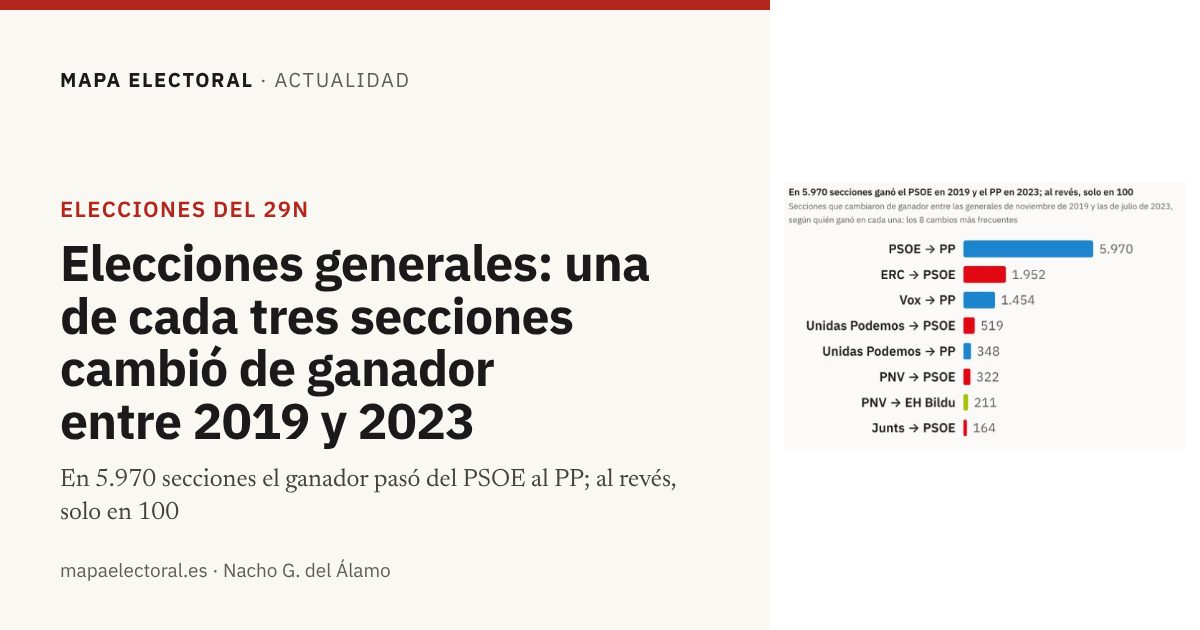 MAPA ELECTORAL · ACTUALIDAD
ELECCIONES DEL 29N
Elecciones generales: una
de cada tres secciones
cambió de ganador
entre 2019 y 2023
En 5.970 secciones el ganador pasó del PSOE al PP; al revés,
solo en 100
mapaelectoral.es · Nacho G. del Álamo
En 5.970 secciones ganó el PSOE en 2019 y el PP en 2023; al revés, solo en 100
Secciones que cambiaron de ganador entre las generales de noviembre de 2019 y las de julio de 2023,
según quién ganó en cada una: los 8 cambios más frecuentes
PSOE → PP 5.970
ERC → PSOE 1.952
Vox → PP 1.454
Unidas Podemos → PSOE 519
Unidas Podemos → PP 348
PNV → PSOE 322
PNV → EH Bildu 211
Junts → PSOE 164